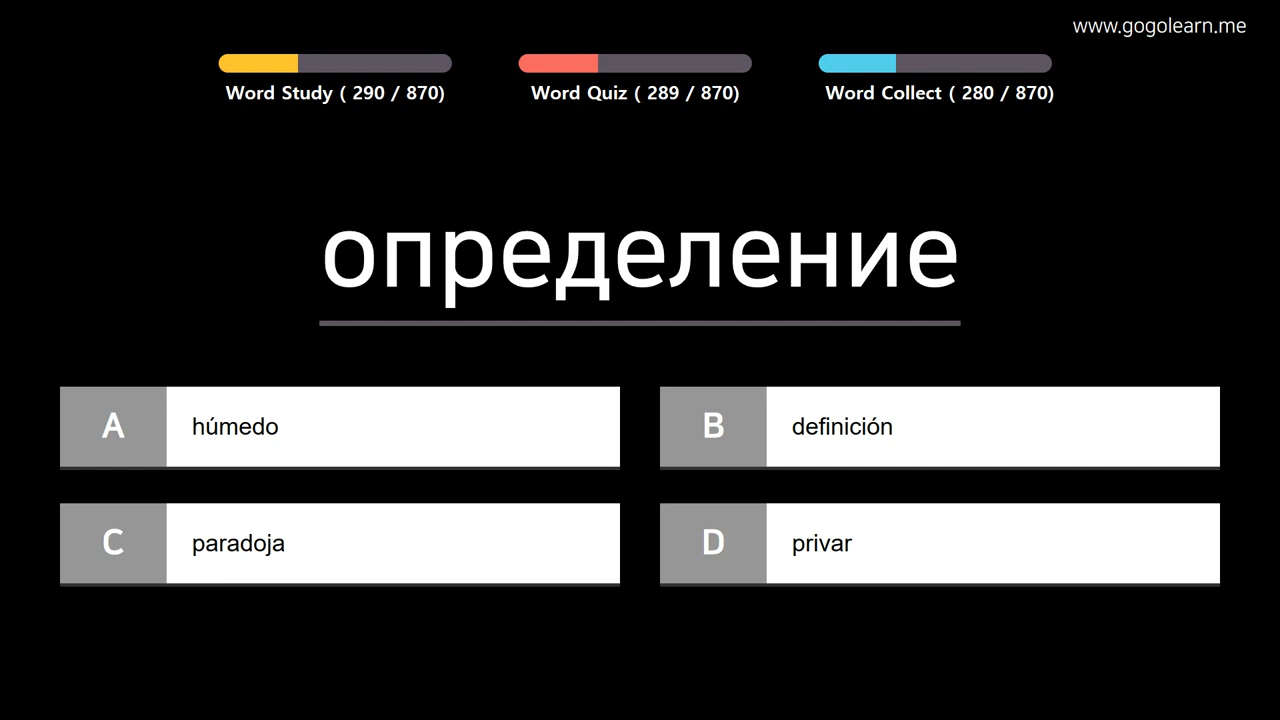 www.gogolearn.me
Word Study ( 290 / 870)
Word Quiz ( 289 / 870)
Word Collect ( 280 / 870)
определение
A húmedo
B definición
C paradoja
D privar